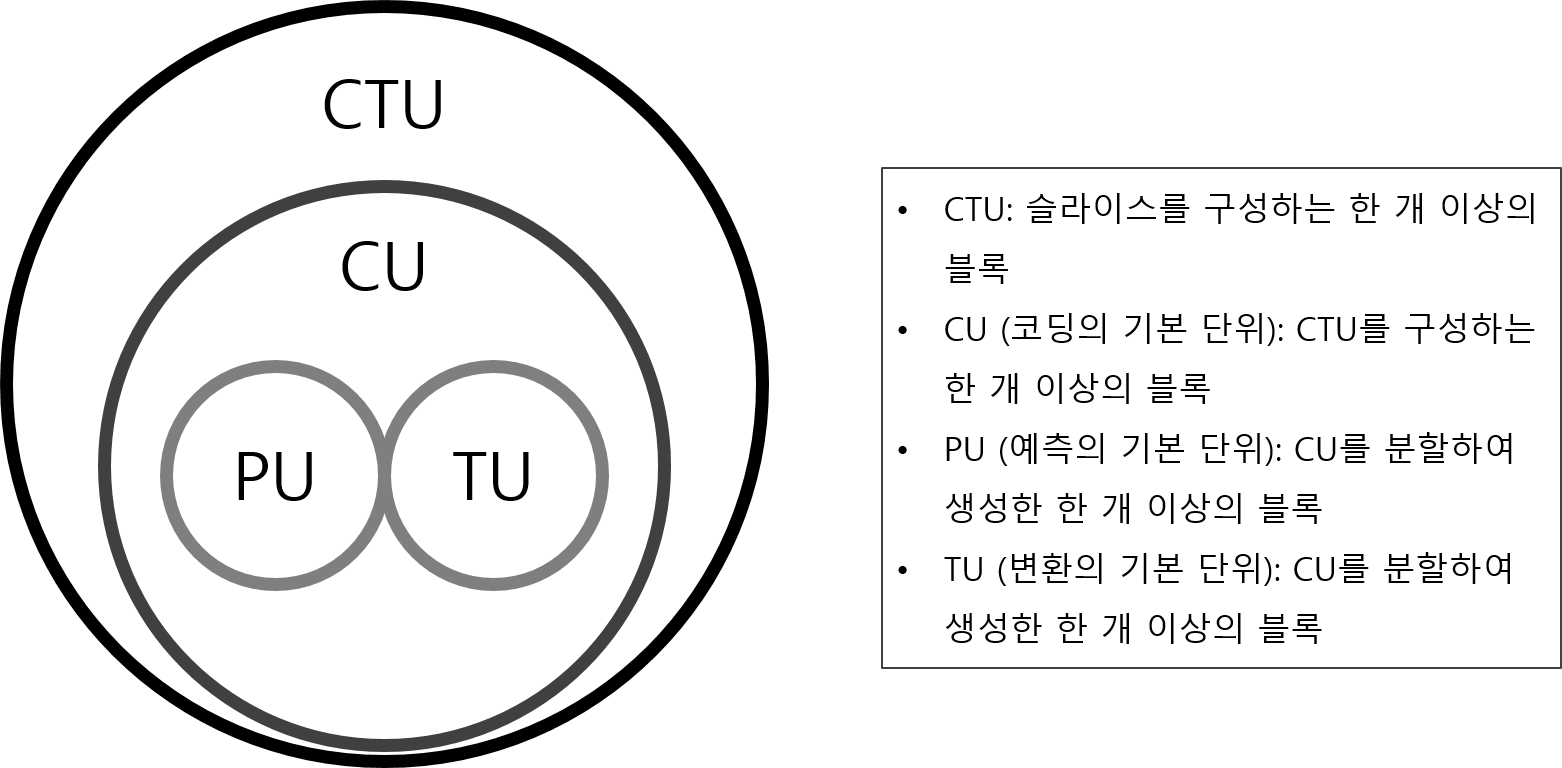 CTU
CU
PU
TU
• CTU: 슬라이스를 구성하는 한 개 이상의
블록
• CU (코딩의 기본 단위): CTU를 구성하는
한 개 이상의 블록
• PU (예측의 기본 단위): CU를 분할하여
생성한 한 개 이상의 블록
• TU (변환의 기본 단위): CU를 분할하여
생성한 한 개 이상의 블록